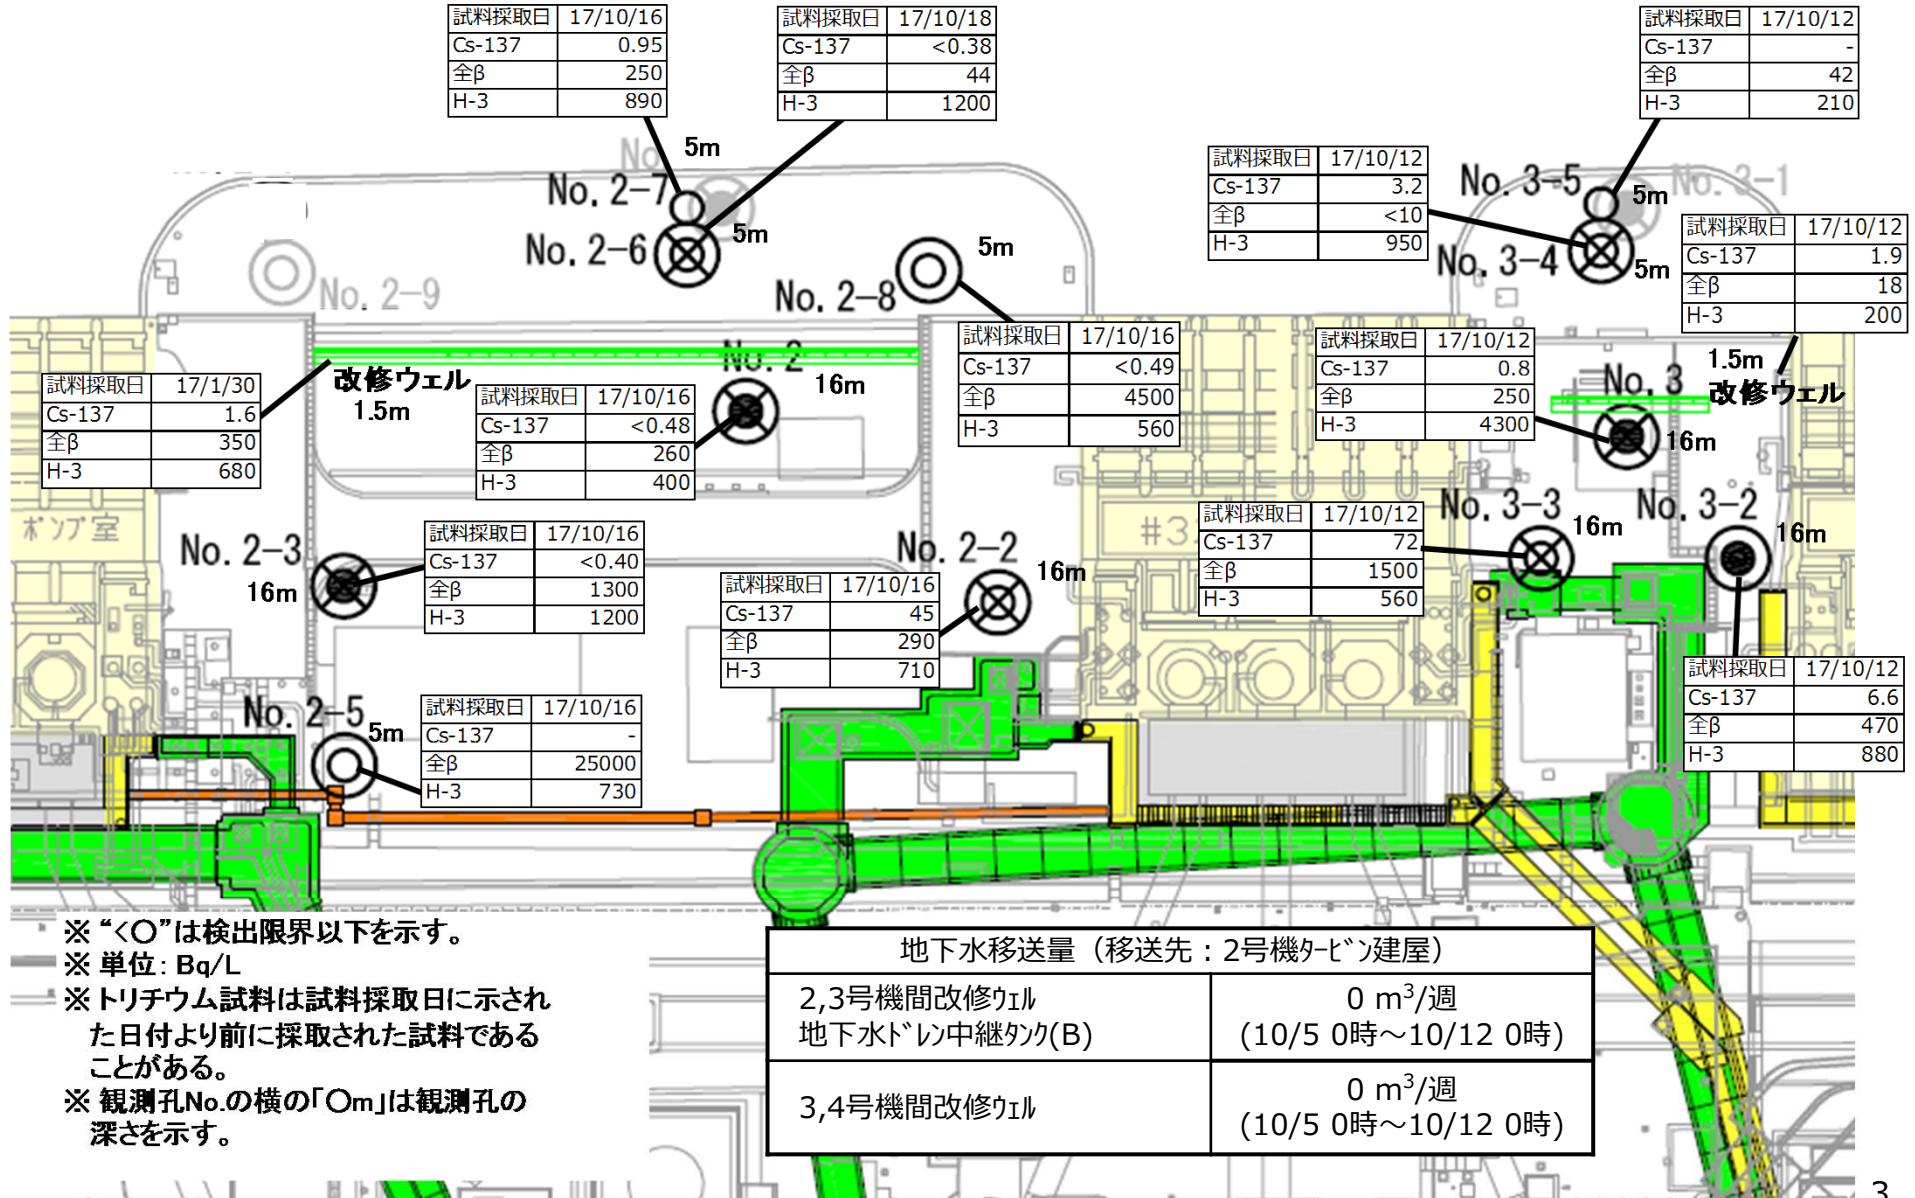 試料採取日 17/10/16
Cs-137 0.95
全β 250
H-3 890
試料採取日 17/10/18
Cs-137 <0.38
全β 44
H-3 1200
試料採取日 17/10/12
Cs-137 -
全β 42
H-3 210
No
5m
No. 2-7
No. 2-6
5m
No. 2-8
5m
No. 2-9
試料採取日 17/10/12
Cs-137 3.2
全β <10
H-3 950
No. 3-5
5m
No. 3-1
No. 3-4
5m
試料採取日 17/10/12
Cs-137 1.9
全β 18
H-3 200
試料採取日 17/1/30
Cs-137 1.6
全β 350
H-3 680
改修ウェル
1.5m
No. 2
16m
試料採取日 17/10/16
Cs-137 <0.48
全β 260
H-3 400
試料採取日 17/10/16
Cs-137 <0.49
全β 4500
H-3 560
試料採取日 17/10/12
Cs-137 0.8
全β 250
H-3 4300
1.5m
改修ウェル
No. 3
16m
ポンプ室
No. 2-3
16m
試料採取日 17/10/16
Cs-137 <0.40
全β 1300
H-3 1200
No. 2-2
16m
試料採取日 17/10/16
Cs-137 45
全β 290
H-3 710
#3
試料採取日 17/10/12
Cs-137 72
全β 1500
H-3 560
No. 3-3
16m
No. 3-2
16m
試料採取日 17/10/12
Cs-137 6.6
全β 470
H-3 880
No. 2-5
5m
試料採取日 17/10/16
Cs-137 -
全β 25000
H-3 730
※ “<○”は検出限界以下を示す。
※ 単位: Bq/L
※ トリチウム試料は試料採取日に示され
た日付より前に採取された試料である
ことがある。
※ 観測孔No.の横の「○m」は観測孔の
深さを示す。
地下水移送量（移送先：2号機ﾀｰﾋﾞﾝ建屋）
2,3号機間改修ｳｪﾙ
地下水ﾄﾞﾚﾝ中継ﾀﾝｸ(B)
0 m³/週
(10/5 0時～10/12 0時)
3,4号機間改修ｳｪﾙ
0 m³/週
(10/5 0時～10/12 0時)
3